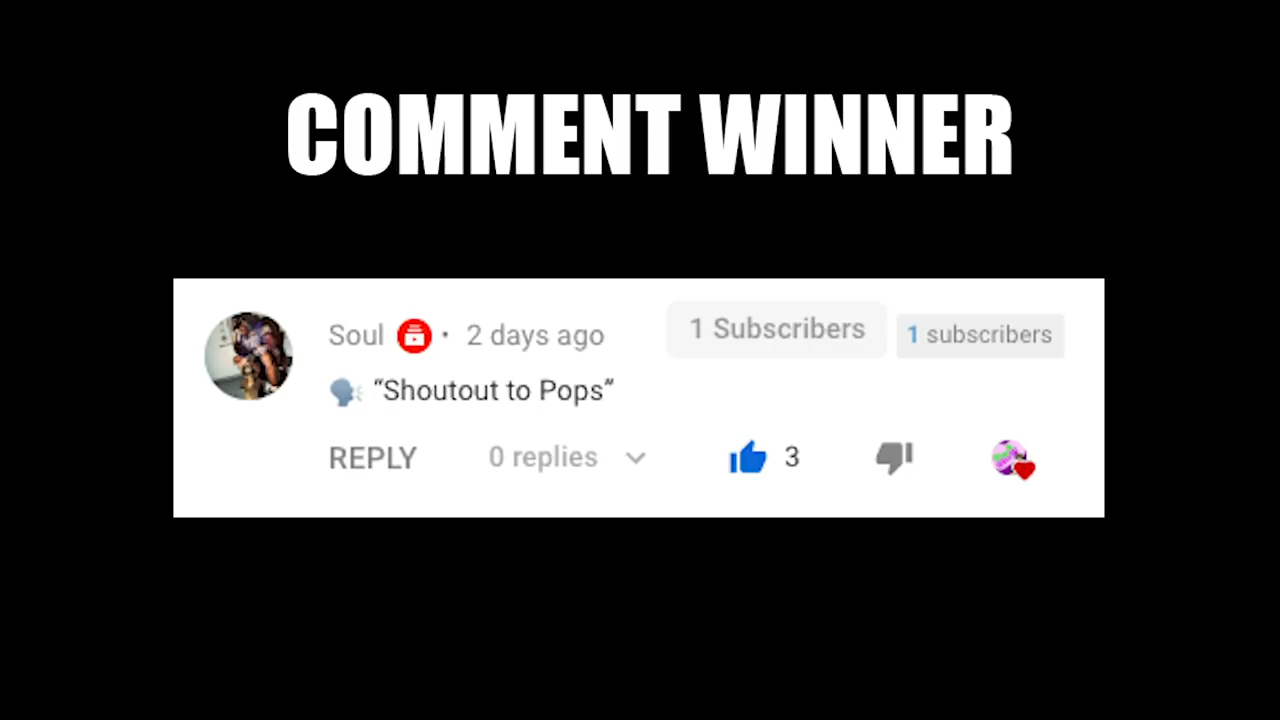 COMMENT WINNER
Soul • 2 days ago 1 Subscribers 1 subscribers
🗣️ “Shoutout to Pops”
REPLY 0 replies 3